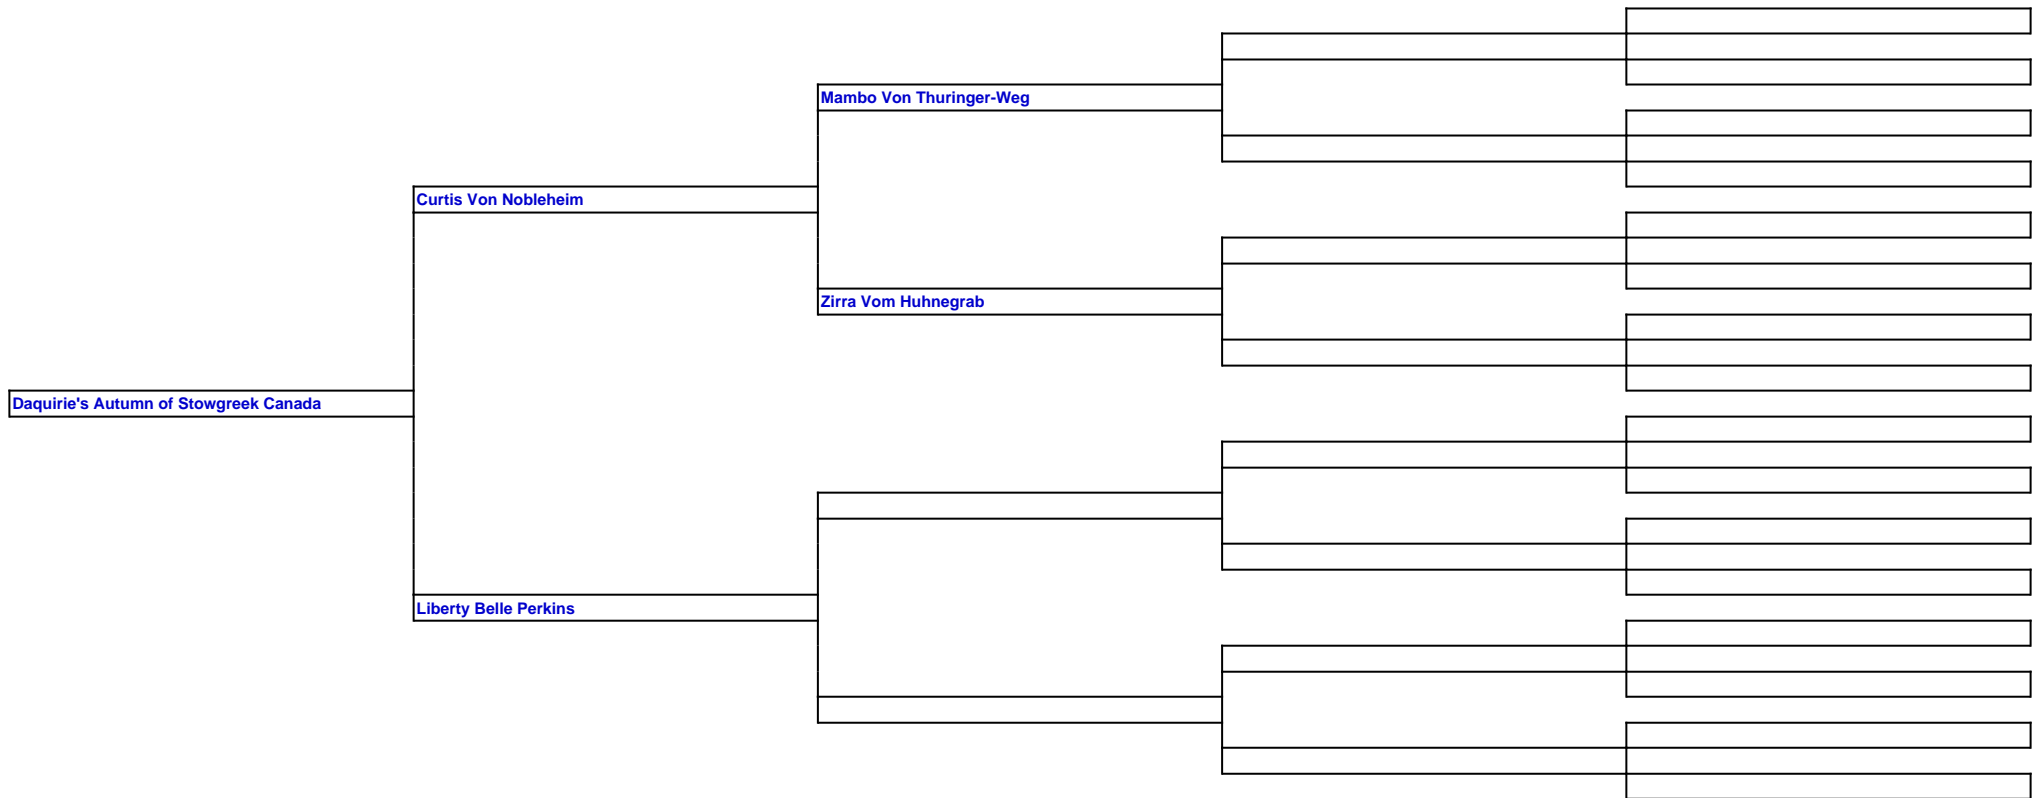 Mambo Von Thuringer-Weg
Curtis Von Nobleheim
Zirra Vom Huhnegrab
Daquirie's Autumn of Stowgreek Canada
Liberty Belle Perkins